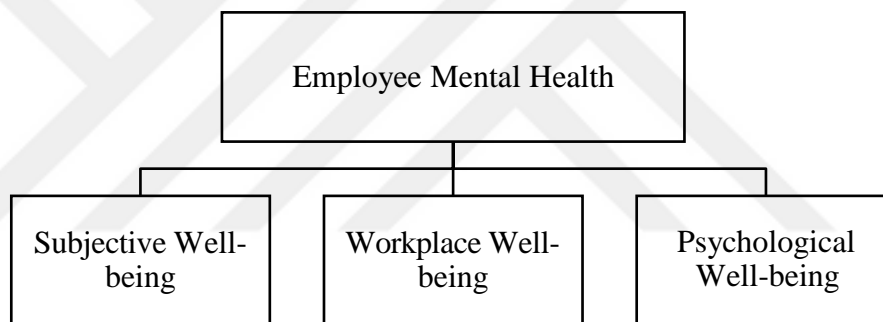 Employee Mental Health
Subjective Well-
being
Workplace Well-
being
Psychological
Well-being